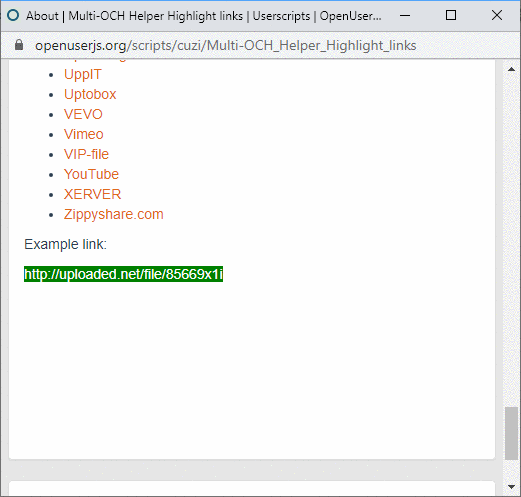 About | Multi-OCH Helper Highlight links | Userscripts | OpenUser...
openuserjs.org/scripts/cuzi/Multi-OCH_Helper_Highlight_links
UppIT
Uptobox
VEVO
Vimeo
VIP-file
YouTube
XERVER
Zippyshare.com
Example link:
http://uploaded.net/file/85669x1i